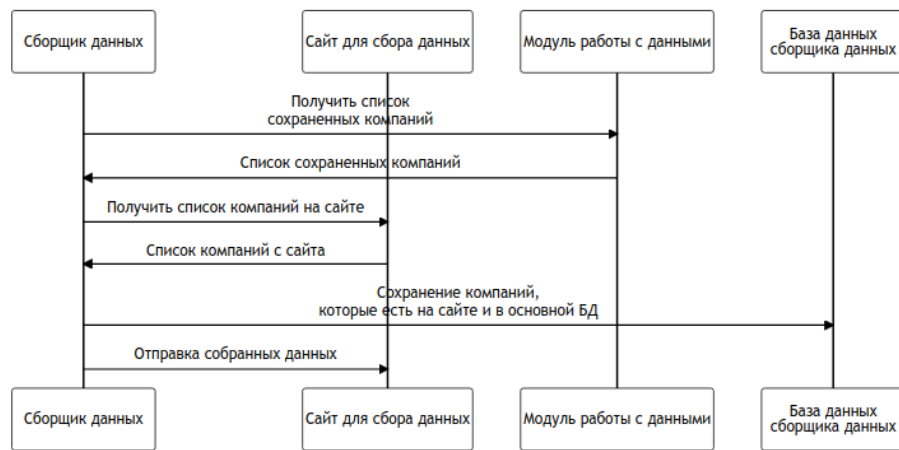 Сборщик данных
Сайт для сбора данных
Модуль работы с данными
База данных
сборщика данных
Получить список
сохраненных компаний
Список сохраненных компаний
Получить список компаний на сайте
Список компаний с сайта
Сохранение компаний,
которые есть на сайте и в основной БД
Отправка собранных данных
Сборщик данных
Сайт для сбора данных
Модуль работы с данными
База данных
сборщика данных